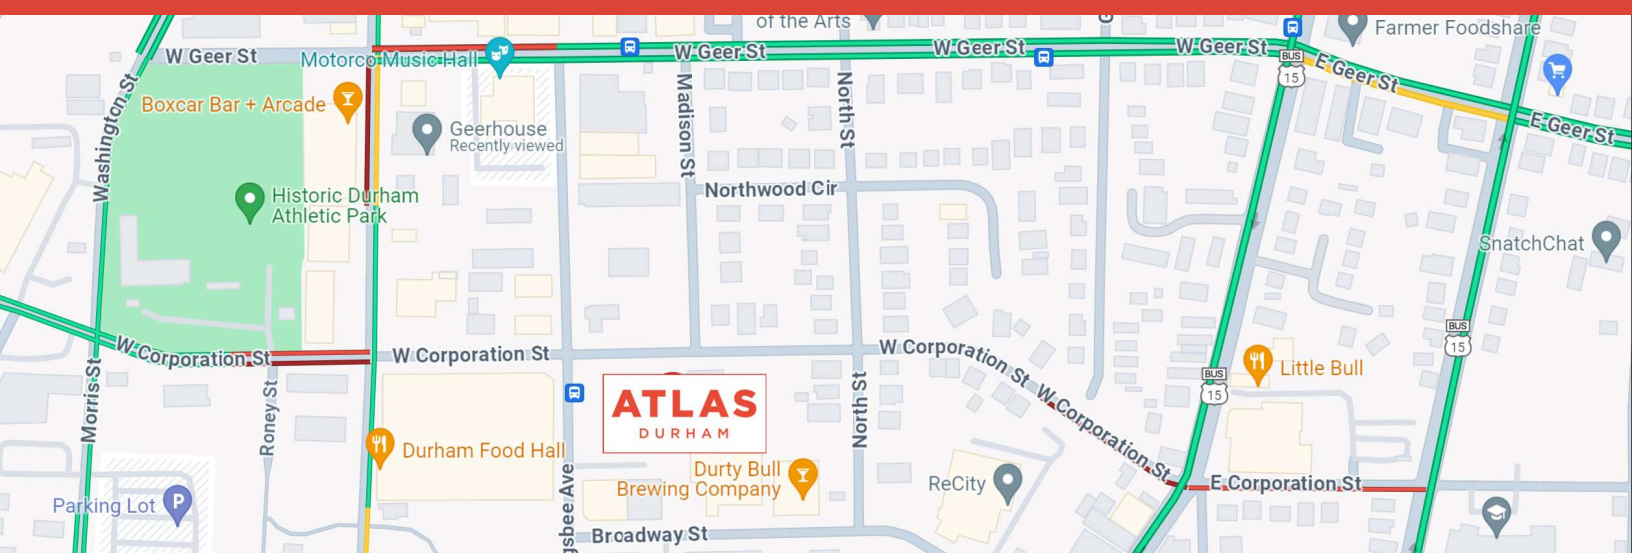 of the Arts
Farmer Foodshare
W Geer St
Motorco Music Hall
W Geer St
W Geer St
W Geer St
BUS
15
E Geer St
E Geer St
Washington St
Boxcar Bar + Arcade
Geerhouse
Recently viewed
Madison St
North St
Historic Durham
Athletic Park
Northwood Cir
SnatchChat
W Corporation St
W Corporation St
W Corporation St
W Corporation St
BUS
15
Little Bull
BUS
15
Morris St
Roney St
ATLAS
DURHAM
North St
Durham Food Hall
Durty Bull
Brewing Company
ReCity
E Corporation St
Parking Lot
P
gsbee Ave
Broadway St